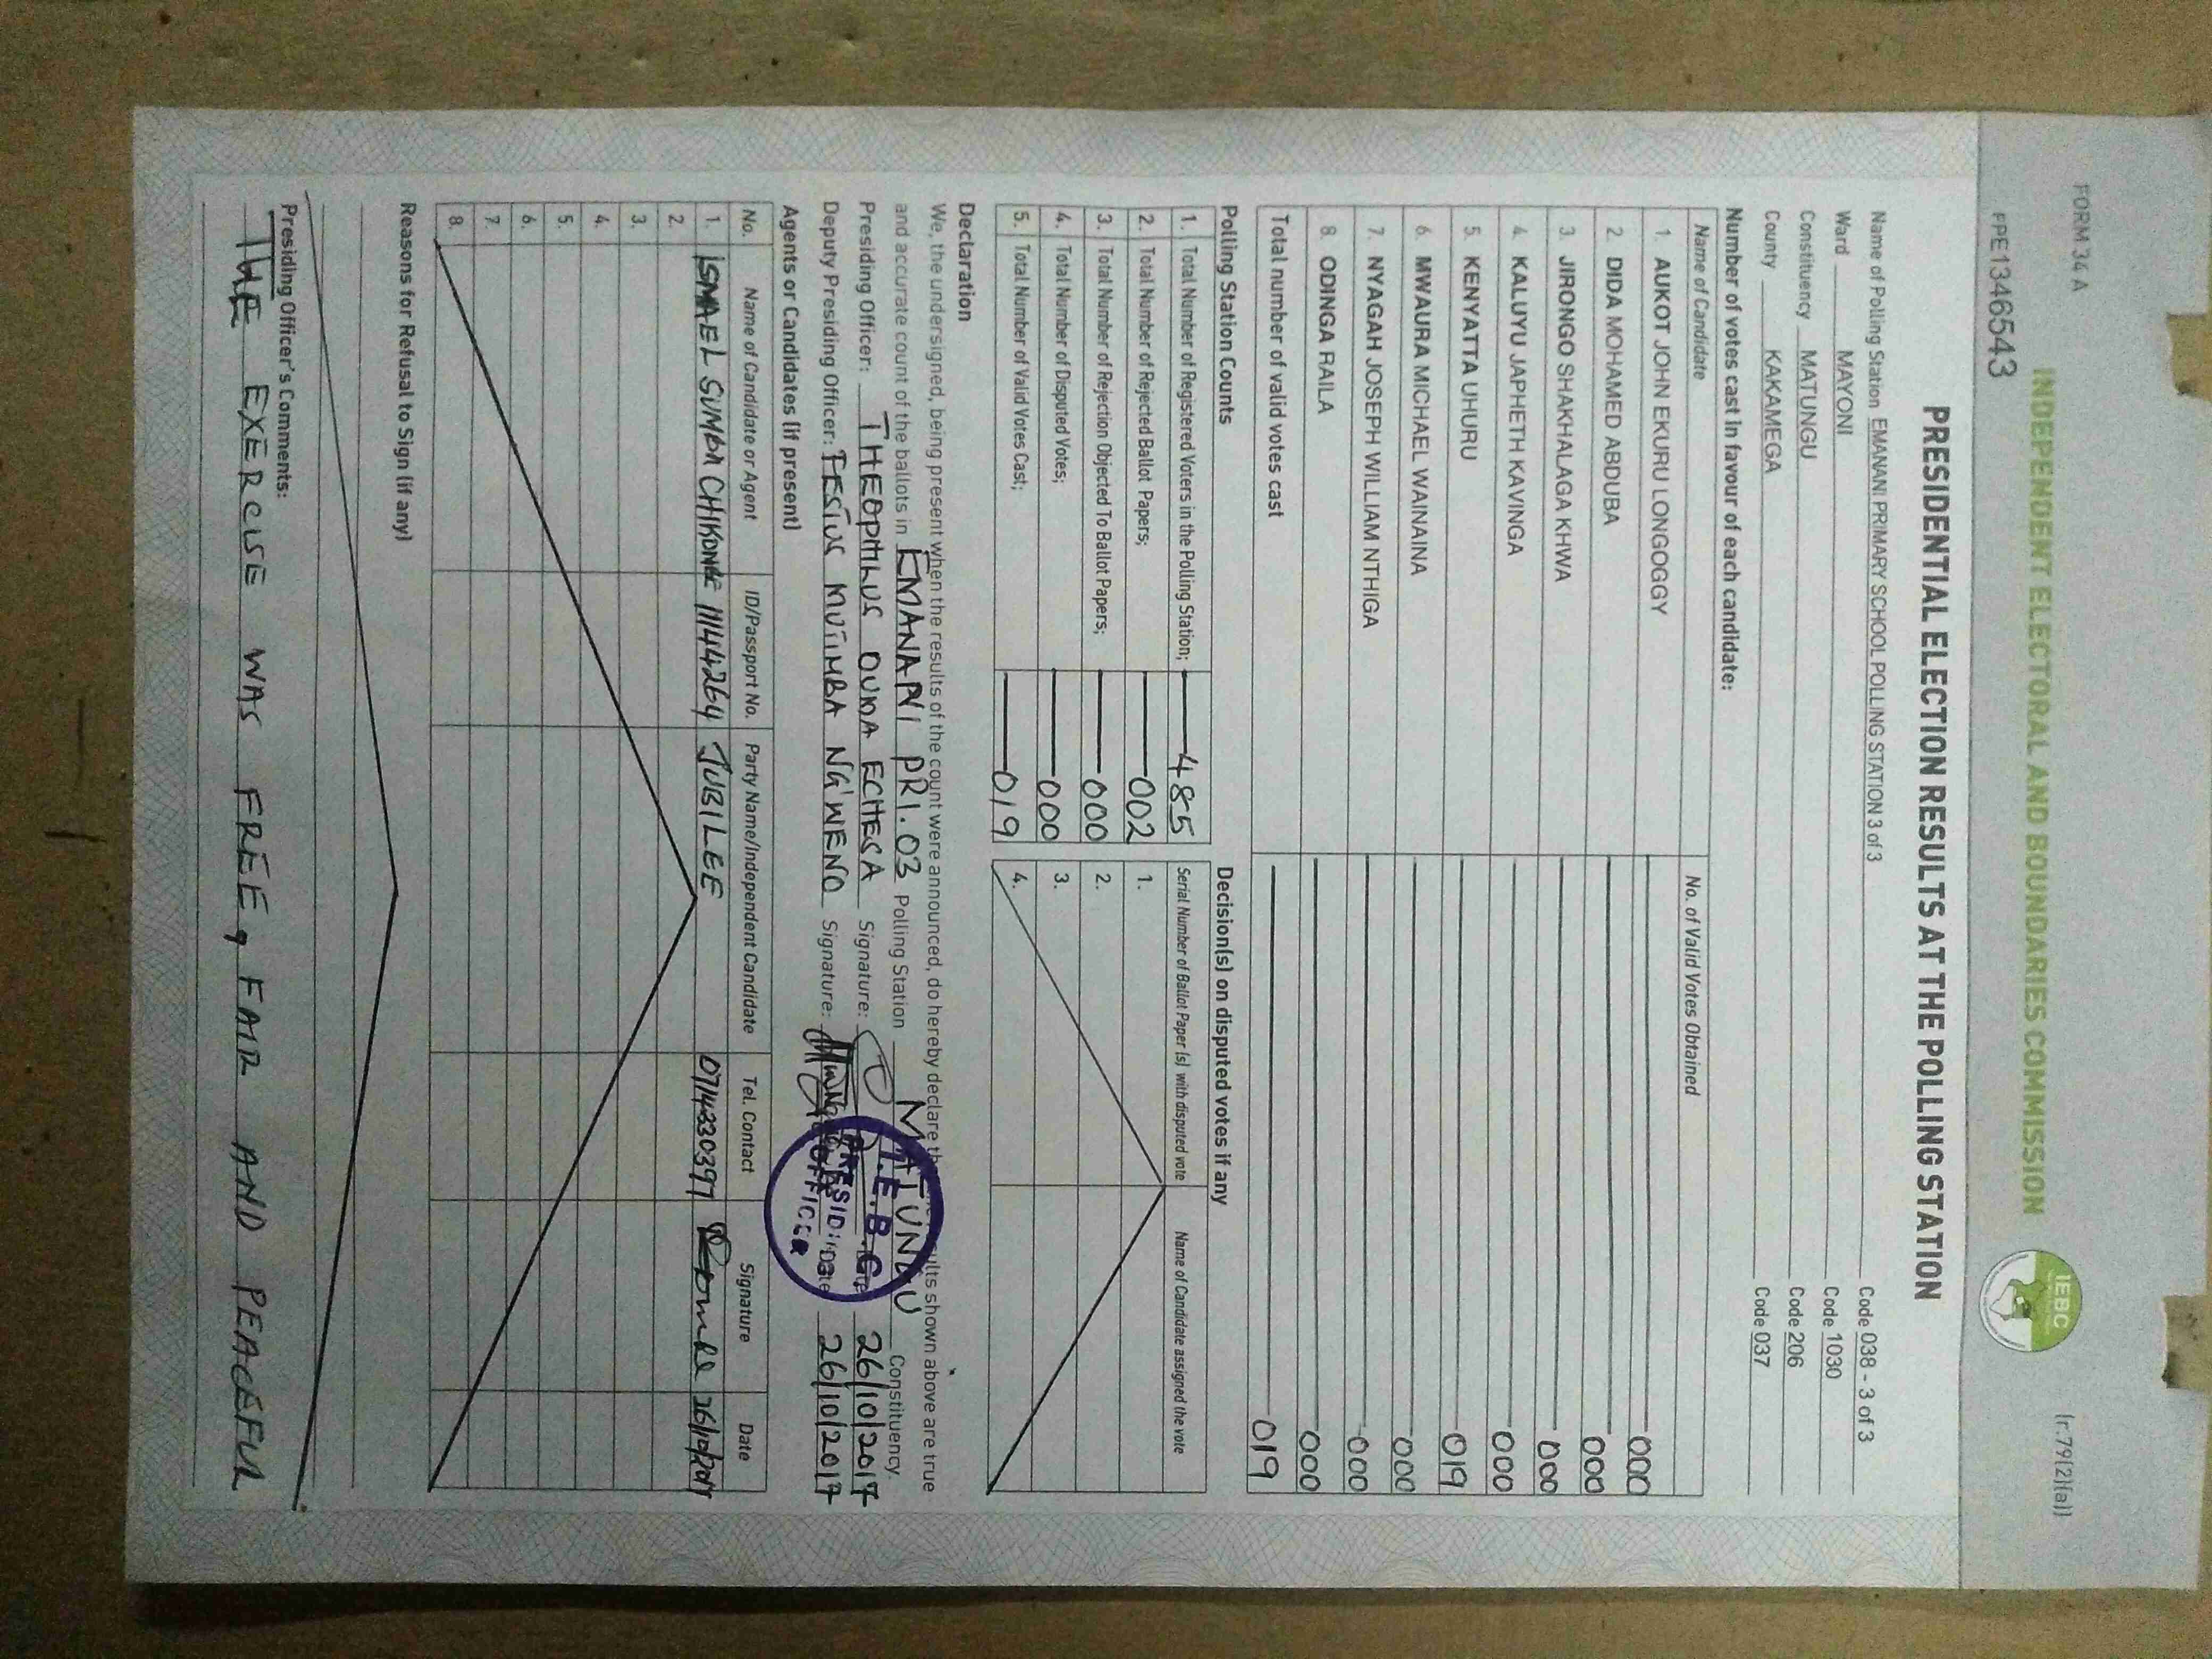 FORM 34 A
(r.79(2)(a))
INDEPENDENT ELECTORAL AND BOUNDARIES COMMISSION
IEBC
FPE1346543
PRESIDENTIAL ELECTION RESULTS AT THE POLLING STATION
Name of Polling Station EMANANI PRIMARY SCHOOL POLLING STATION 3 of 3 Code 038 - 3 of 3
Ward MAYONI Code 1030
Constituency MATUNGU Code 206
County KAKAMEGA Code 037
Number of votes cast in favour of each candidate:
Name of Candidate No. of Valid Votes Obtained
1. AUKOT JOHN EKURU LONGOGGY 000
2. DIDA MOHAMED ABDUBA 000
3. JIRONGO SHAKHALAGA KHWA 000
4. KALUYU JAPHETH KAVINGA 000
5. KENYATTA UHURU 019
6. MWAURA MICHAEL WAINAINA 000
7. NYAGAH JOSEPH WILLIAM NTHIGA 000
8. ODINGA RAILA 000
Total number of valid votes cast 019
Polling Station Counts Decision(s) on disputed votes if any
1. Total Number of Registered Voters in the Polling Station; 485 Serial Number of Ballot Paper (s) with disputed vote Name of Candidate assigned the vote
2. Total Number of Rejected Ballot Papers; 002 1.
3. Total Number of Rejection Objected To Ballot Papers; 000 2.
4. Total Number of Disputed Votes; 000 3.
5. Total Number of Valid Votes Cast; 019 4.
Declaration
We, the undersigned, being present when the results of the count were announced, do hereby declare that the results shown above are true
and accurate count of the ballots in EMANANI PRI. 03 Polling Station MATUNGU Constituency.
Presiding Officer: THEOPHILUS OUMA ECHESA Signature: Date 26/10/2017
Deputy Presiding Officer: FESTUS MUTIMBA NG'WENO Signature: Date 26/10/2017
I.E.B.C.
PRESIDING
OFFICER
Agents or Candidates (if present)
No. Name of Candidate or Agent ID/Passport No. Party Name/Independent Candidate Tel. Contact Signature Date
1. ISMAEL SUMBA 11144264 JUBILEE 0714330397 26/10/2017
2.
3.
4.
5.
6.
7.
8.
Reasons for Refusal to Sign (if any)
Presiding Officer's Comments:
THE EXERCISE WAS FREE, FAIR AND PEACEFUL